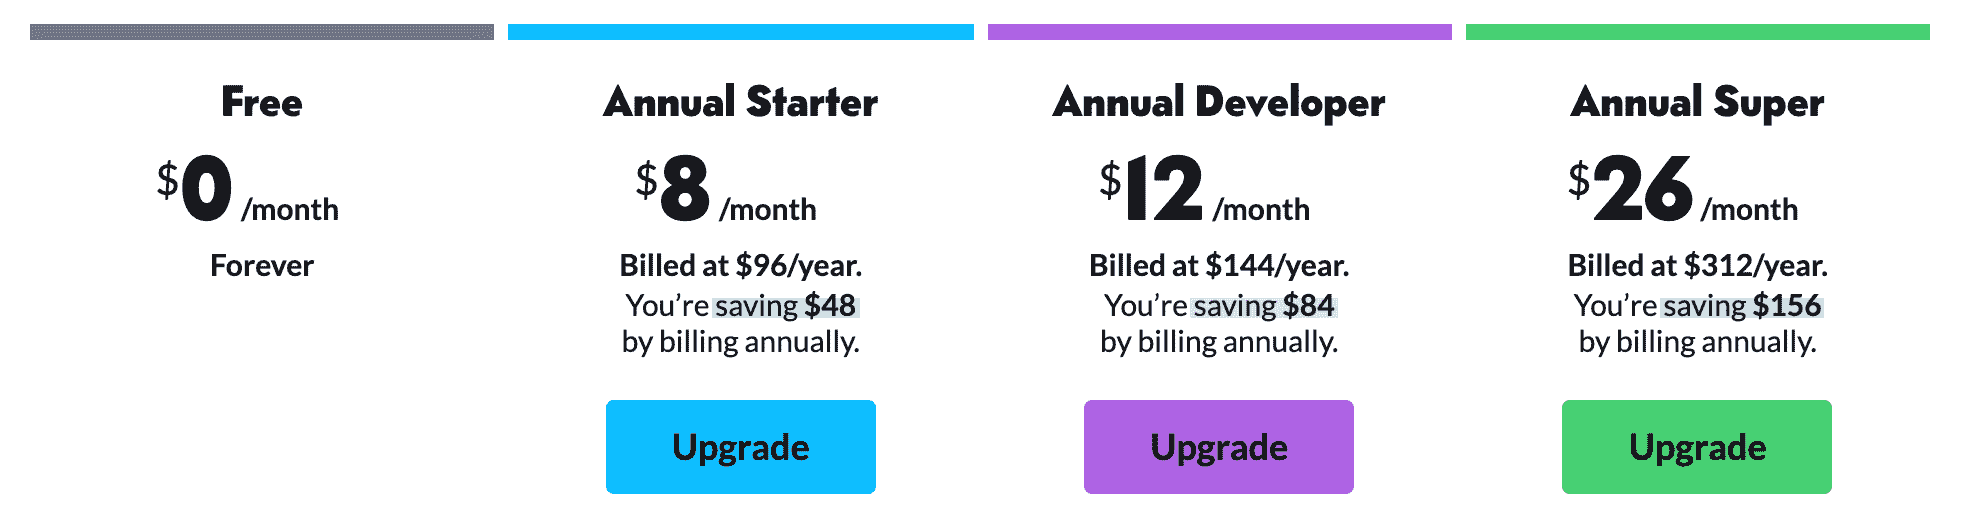 Free
$0 /month
Forever
Annual Starter
$8 /month
Billed at $96/year.
You’re saving $48
by billing annually.
Upgrade
Annual Developer
$12 /month
Billed at $144/year.
You’re saving $84
by billing annually.
Upgrade
Annual Super
$26 /month
Billed at $312/year.
You’re saving $156
by billing annually.
Upgrade